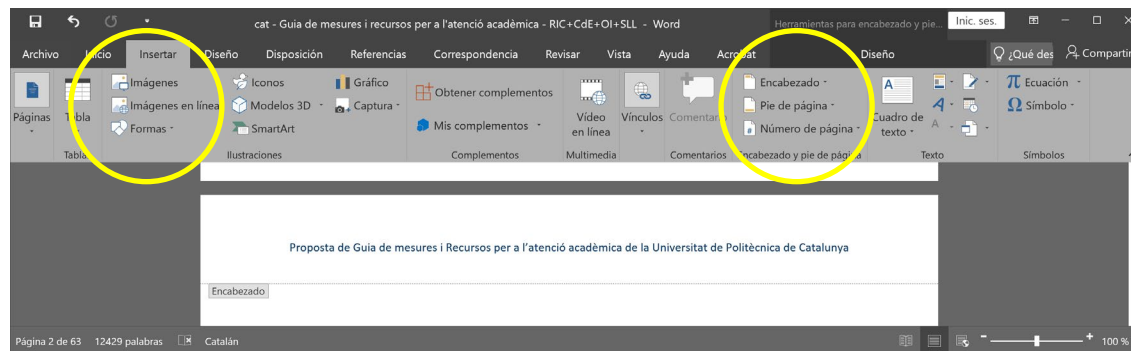 cat - Guia de mesures i recursos per a l'atenció acadèmica - RIC+CdE+OI+SLL - Word
Herramientas para encabezado y pie...
Inic. ses.
Archivo Inicio Insertar Diseño Disposición Referencias Correspondencia Revisar Vista Ayuda Acrobat Diseño ¿Qué des Compartir
Imágenes Iconos Gráfico Obtener complementos Encabezado Ecuación
Páginas Tabla Imágenes en línea Modelos 3D Captura Vídeo en línea Vínculos Comentario Pie de página Cuadro de texto Símbolo
Formas SmartArt Mis complementos Número de página
Tablas Ilustraciones Complementos Multimedia Comentarios Encabezado y pie de página Texto Símbolos
Proposta de Guia de mesures i Recursos per a l'atenció acadèmica de la Universitat de Politècnica de Catalunya
Encabezado
Página 2 de 63 12429 palabras Catalán 100 %